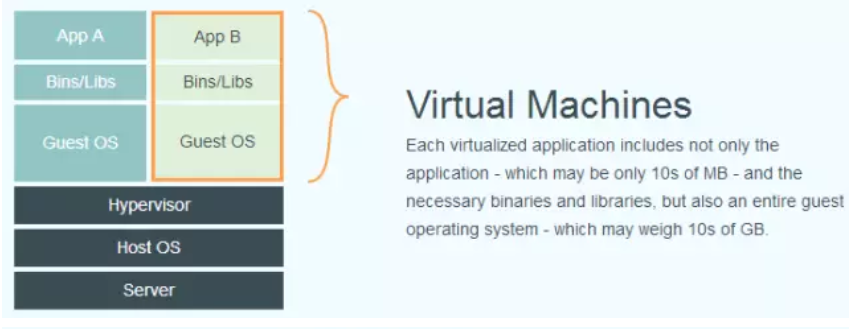 App A
App B
Bins/Libs
Bins/Libs
Guest OS
Guest OS
Hypervisor
Host OS
Server
Virtual Machines
Each virtualized application includes not only the
application - which may be only 10s of MB - and the
necessary binaries and libraries, but also an entire guest
operating system - which may weigh 10s of GB.